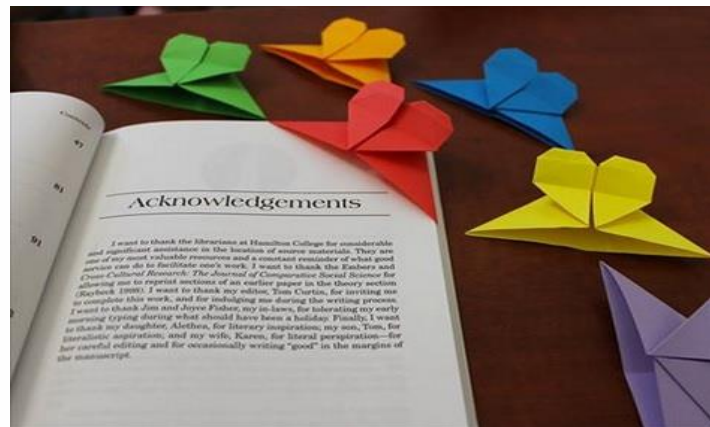 Contents
47
81
91
Acknowledgements
I want to thank the librarians at Hamilton College for considerable
and significant assistance in the location of source materials. They are
one of my most valuable resources and a constant reminder of what good
service can do to facilitate one's work. I want to thank the Embers and
Cross-Cultural Research: The Journal of Comparative Social Science for
allowing me to reprint sections of an earlier paper in the theory section
(Raybeck 1998). I want to thank my editor, Tom Curtin, for inviting me
to complete this work, and for indulging me during the writing process.
I want to thank Jim and Joyce Fisher, my in-laws, for tolerating my early
morning typing during what should have been a holiday. Finally, I want
to thank my daughter, Alethea, for literary inspiration; my son, Tom, for
literalistic aspiration; and my wife, Karen, for literal perspiration—for
her careful editing and for occasionally writing "good" in the margins of
the manuscript.